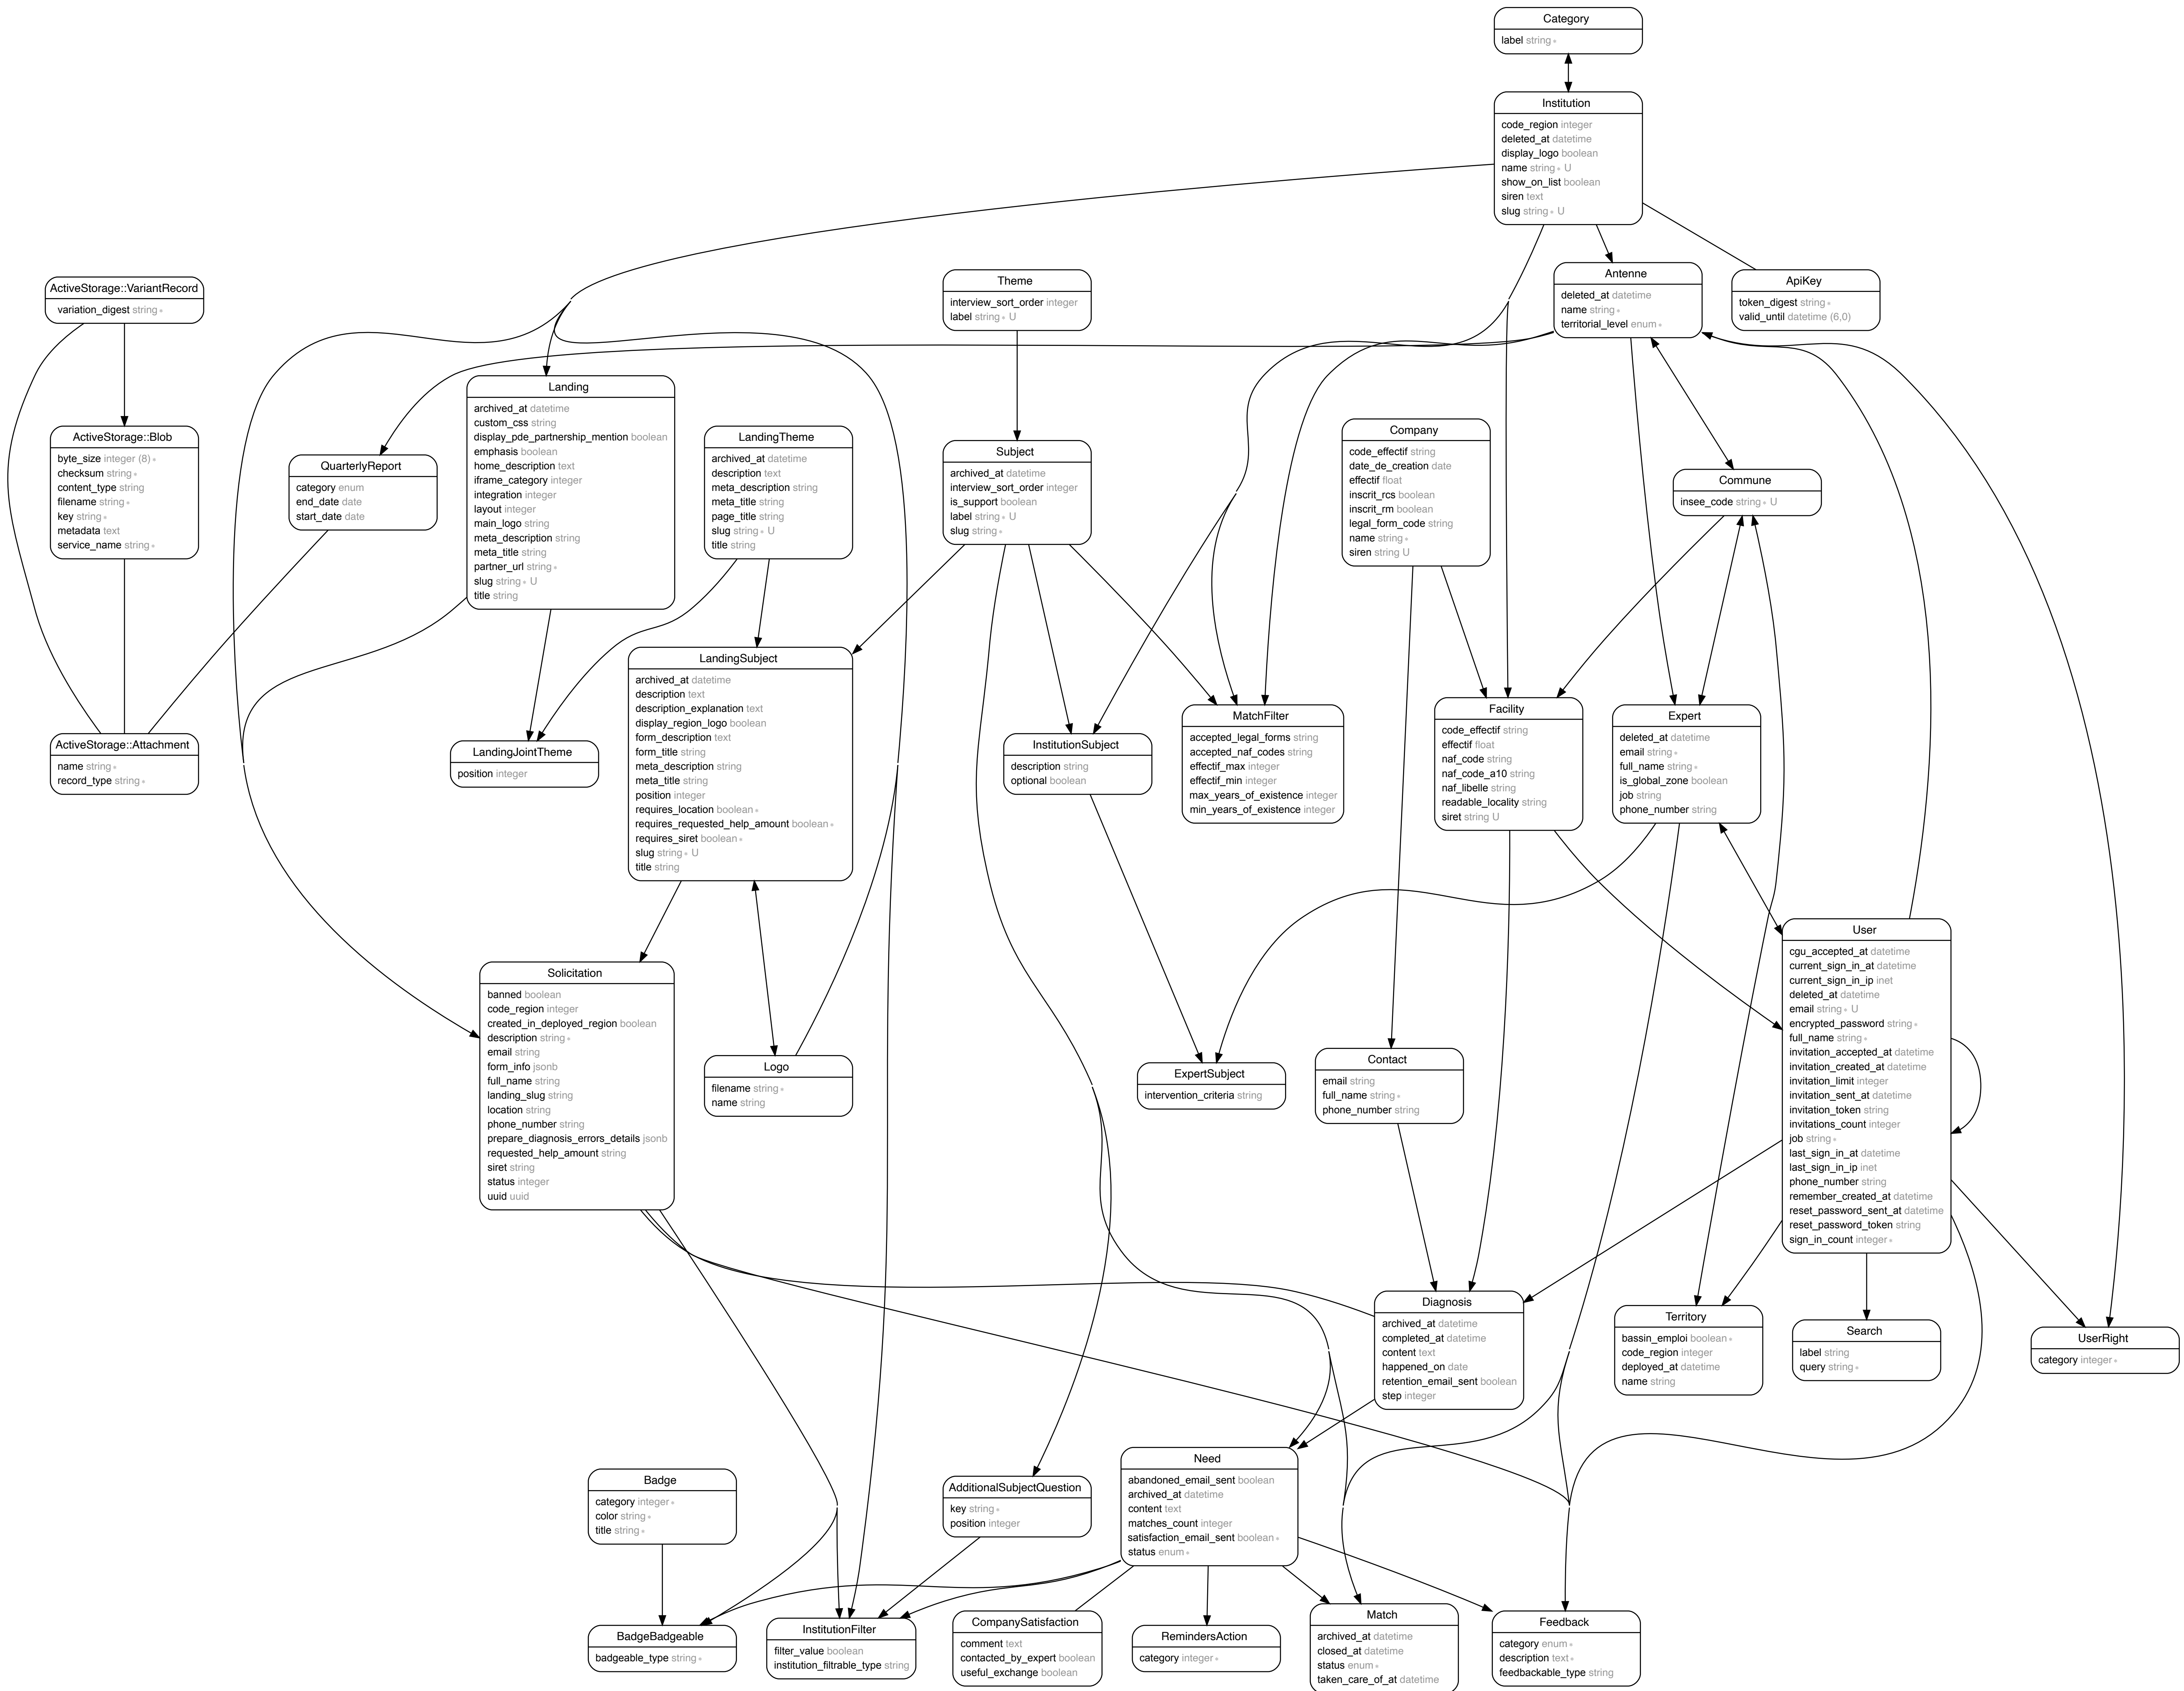 Category
label string∗
Institution
code_region integer
deleted_at datetime
display_logo boolean
name string∗ U
show_on_list boolean
siren text
slug string∗ U
Antenne
deleted_at datetime
name string∗
territorial_level enum∗
ApiKey
token_digest string∗
valid_until datetime (6,0)
Theme
interview_sort_order integer
label string∗ U
ActiveStorage::VariantRecord
variation_digest string∗
Landing
archived_at datetime
custom_css string
display_pde_partnership_mention boolean
emphasis boolean
home_description text
iframe_category integer
integration integer
layout integer
main_logo string
meta_description string
meta_title string
partner_url string∗
slug string∗ U
title string
ActiveStorage::Blob
byte_size integer (8)∗
checksum string∗
content_type string
filename string∗
key string∗
metadata text
service_name string∗
QuarterlyReport
category enum
end_date date
start_date date
LandingTheme
archived_at datetime
description text
meta_description string
meta_title string
page_title string
slug string∗ U
title string
Subject
archived_at datetime
interview_sort_order integer
is_support boolean
label string∗ U
slug string∗
Company
code_effectif string
date_de_creation date
effectif float
inscrit_rcs boolean
inscrit_rm boolean
legal_form_code string
name string∗
siren string U
Commune
insee_code string∗ U
LandingSubject
archived_at datetime
description text
description_explanation text
display_region_logo boolean
form_description text
form_title string
meta_description string
meta_title string
position integer
requires_location boolean∗
requires_requested_help_amount boolean∗
requires_siret boolean∗
slug string∗ U
title string
ActiveStorage::Attachment
name string∗
record_type string∗
LandingJointTheme
position integer
InstitutionSubject
description string
optional boolean
MatchFilter
accepted_legal_forms string
accepted_naf_codes string
effectif_max integer
effectif_min integer
max_years_of_existence integer
min_years_of_existence integer
Facility
code_effectif string
effectif float
naf_code string
naf_code_a10 string
naf_libelle string
readable_locality string
siret string U
Expert
deleted_at datetime
email string∗
full_name string∗
is_global_zone boolean
job string
phone_number string
User
cgu_accepted_at datetime
current_sign_in_at datetime
current_sign_in_ip inet
deleted_at datetime
email string∗ U
encrypted_password string∗
full_name string∗
invitation_accepted_at datetime
invitation_created_at datetime
invitation_limit integer
invitation_sent_at datetime
invitation_token string
invitations_count integer
job string∗
last_sign_in_at datetime
last_sign_in_ip inet
phone_number string
remember_created_at datetime
reset_password_sent_at datetime
reset_password_token string
sign_in_count integer∗
Solicitation
banned boolean
code_region integer
created_in_deployed_region boolean
description string∗
email string
form_info jsonb
full_name string
landing_slug string
location string
phone_number string
prepare_diagnosis_errors_details jsonb
requested_help_amount string
siret string
status integer
uuid uuid
Logo
filename string∗
name string
ExpertSubject
intervention_criteria string
Contact
email string
full_name string∗
phone_number string
Diagnosis
archived_at datetime
completed_at datetime
content text
happened_on date
retention_email_sent boolean
step integer
Territory
bassin_emploi boolean∗
code_region integer
deployed_at datetime
name string
Search
label string
query string∗
UserRight
category integer∗
Need
abandoned_email_sent boolean
archived_at datetime
content text
matches_count integer
satisfaction_email_sent boolean∗
status enum∗
Badge
category integer∗
color string∗
title string∗
AdditionalSubjectQuestion
key string∗
position integer
BadgeBadgeable
badgeable_type string∗
InstitutionFilter
filter_value boolean
institution_filtrable_type string
CompanySatisfaction
comment text
contacted_by_expert boolean
useful_exchange boolean
RemindersAction
category integer∗
Match
archived_at datetime
closed_at datetime
status enum∗
taken_care_of_at datetime
Feedback
category enum∗
description text∗
feedbackable_type string